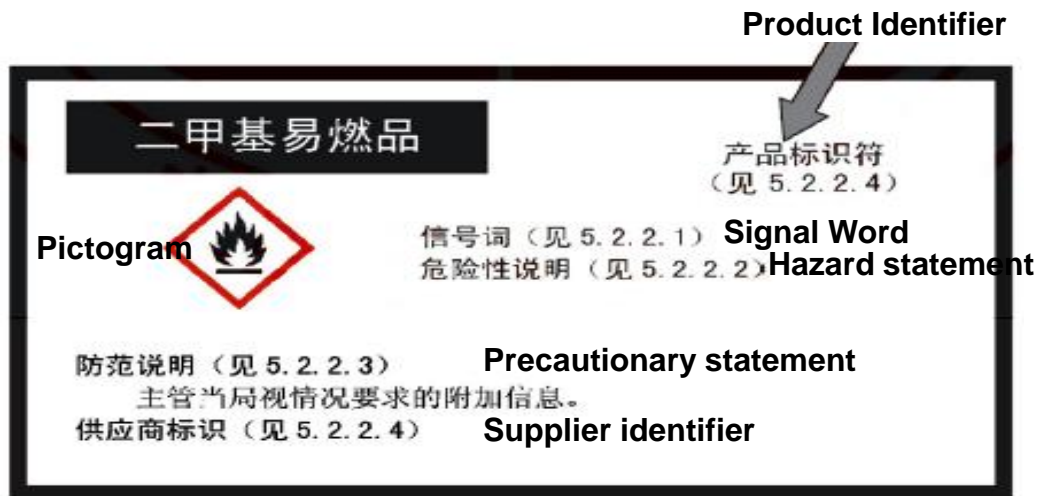 Product Identifier
二甲基易燃品
产品标识符
（见 5.2.2.4）
Pictogram
信号词（见 5.2.2.1） Signal Word
危险性说明（见 5.2.2.2） Hazard statement
防范说明（见 5.2.2.3） Precautionary statement
主管当局视情况要求的附加信息。
供应商标识（见 5.2.2.4） Supplier identifier